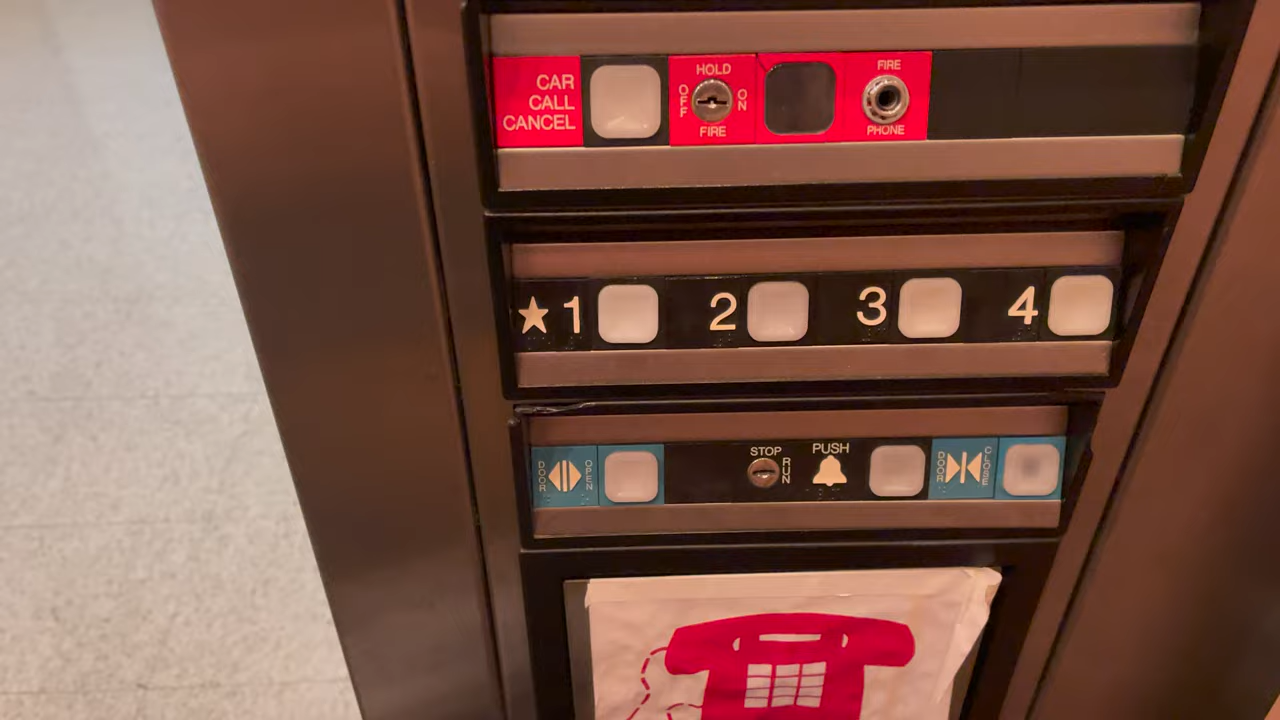 CAR
CALL
CANCEL
HOLD
OFF
ON
FIRE
FIRE
PHONE
★1 2 3 4
DOOR
OPEN
STOP
RUN
PUSH
DOOR
CLOSE